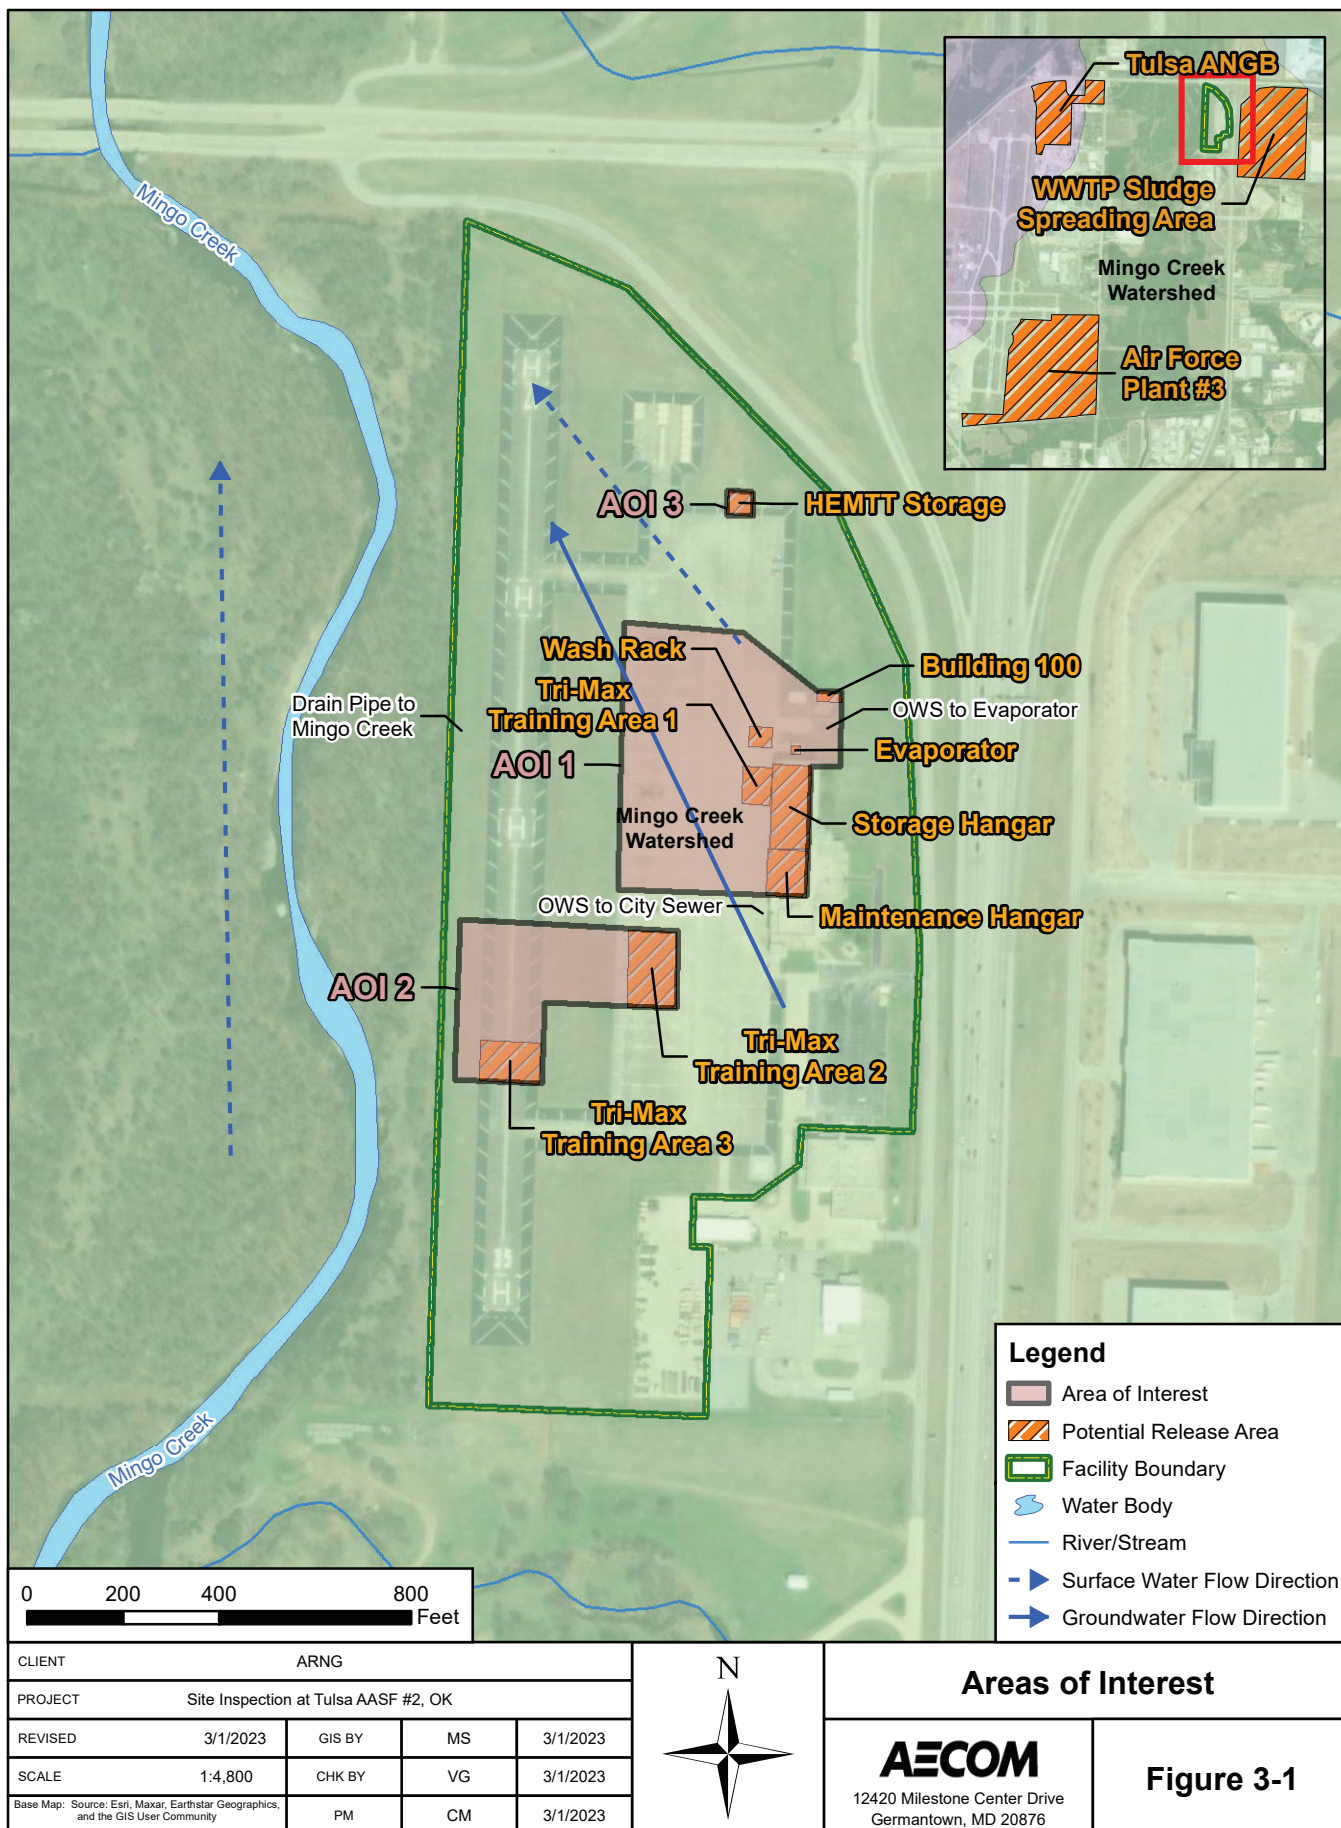 Tulsa ANGB
WWTP Sludge
Spreading Area
Mingo Creek
Watershed
Air Force
Plant #3
Mingo Creek
AOI 3
HEMTT Storage
Wash Rack
Building 100
Tri-Max
Training Area 1
Drain Pipe to
Mingo Creek
OWS to Evaporator
Evaporator
AOI 1
Mingo Creek
Watershed
Storage Hangar
OWS to City Sewer
Maintenance Hangar
AOI 2
Tri-Max
Training Area 2
Tri-Max
Training Area 3
H
H
H
35
H
Mingo Creek
Legend
Area of Interest
Potential Release Area
Facility Boundary
Water Body
River/Stream
Surface Water Flow Direction
Groundwater Flow Direction
0 200 400 800
Feet
CLIENT ARNG
PROJECT Site Inspection at Tulsa AASF #2, OK
REVISED 3/1/2023 GIS BY MS 3/1/2023
SCALE 1:4,800 CHK BY VG 3/1/2023
Base Map: Source: Esri, Maxar, Earthstar Geographics,
and the GIS User Community
PM CM 3/1/2023
N
Areas of Interest
AECOM
12420 Milestone Center Drive
Germantown, MD 20876
Figure 3-1